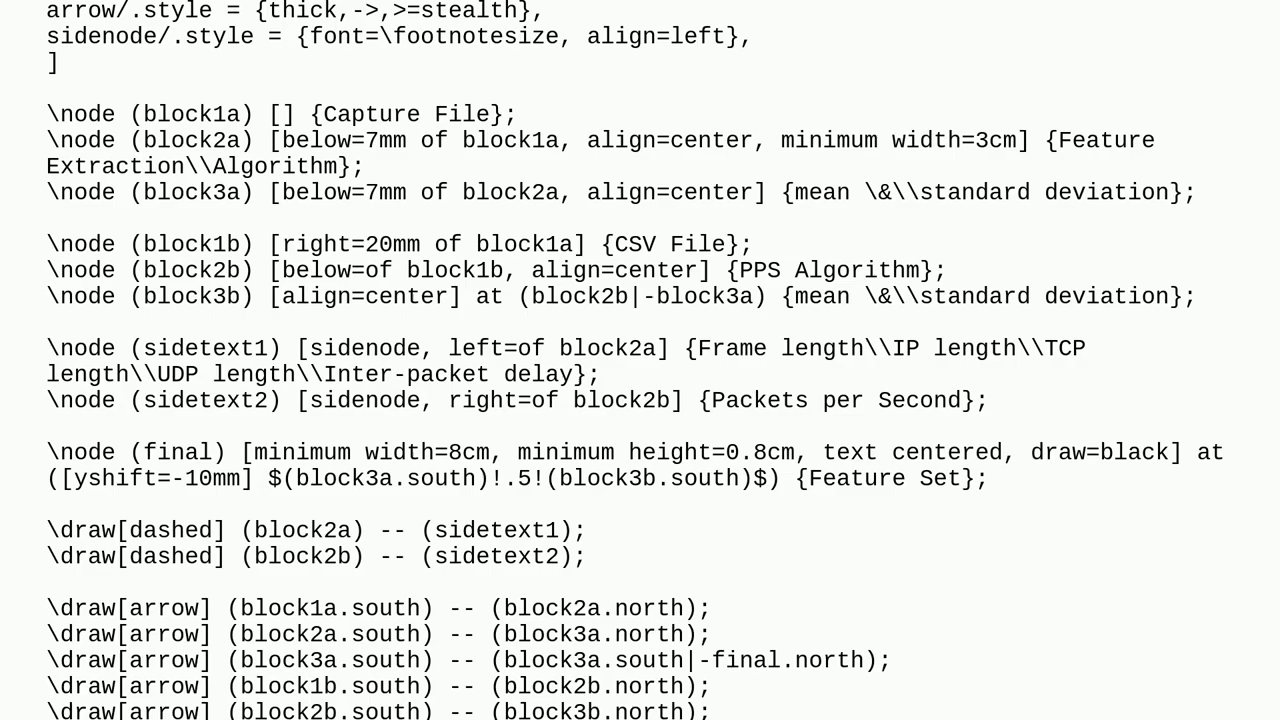 arrow/.style = {thick,->,>=stealth},
sidenode/.style = {font=\footnotesize, align=left},
]
\node (block1a) [] {Capture File};
\node (block2a) [below=7mm of block1a, align=center, minimum width=3cm] {Feature
Extraction\\Algorithm};
\node (block3a) [below=7mm of block2a, align=center] {mean \&\\standard deviation};
\node (block1b) [right=20mm of block1a] {CSV File};
\node (block2b) [below=of block1b, align=center] {PPS Algorithm};
\node (block3b) [align=center] at (block2b|-block3a) {mean \&\\standard deviation};
\node (sidetext1) [sidenode, left=of block2a] {Frame length\\IP length\\TCP
length\\UDP length\\Inter-packet delay};
\node (sidetext2) [sidenode, right=of block2b] {Packets per Second};
\node (final) [minimum width=8cm, minimum height=0.8cm, text centered, draw=black] at
([yshift=-10mm] $(block3a.south)!.5!(block3b.south)$) {Feature Set};
\draw[dashed] (block2a) -- (sidetext1);
\draw[dashed] (block2b) -- (sidetext2);
\draw[arrow] (block1a.south) -- (block2a.north);
\draw[arrow] (block2a.south) -- (block3a.north);
\draw[arrow] (block3a.south) -- (block3a.south|-final.north);
\draw[arrow] (block1b.south) -- (block2b.north);
\draw[arrow] (block2b.south) -- (block3b.north);